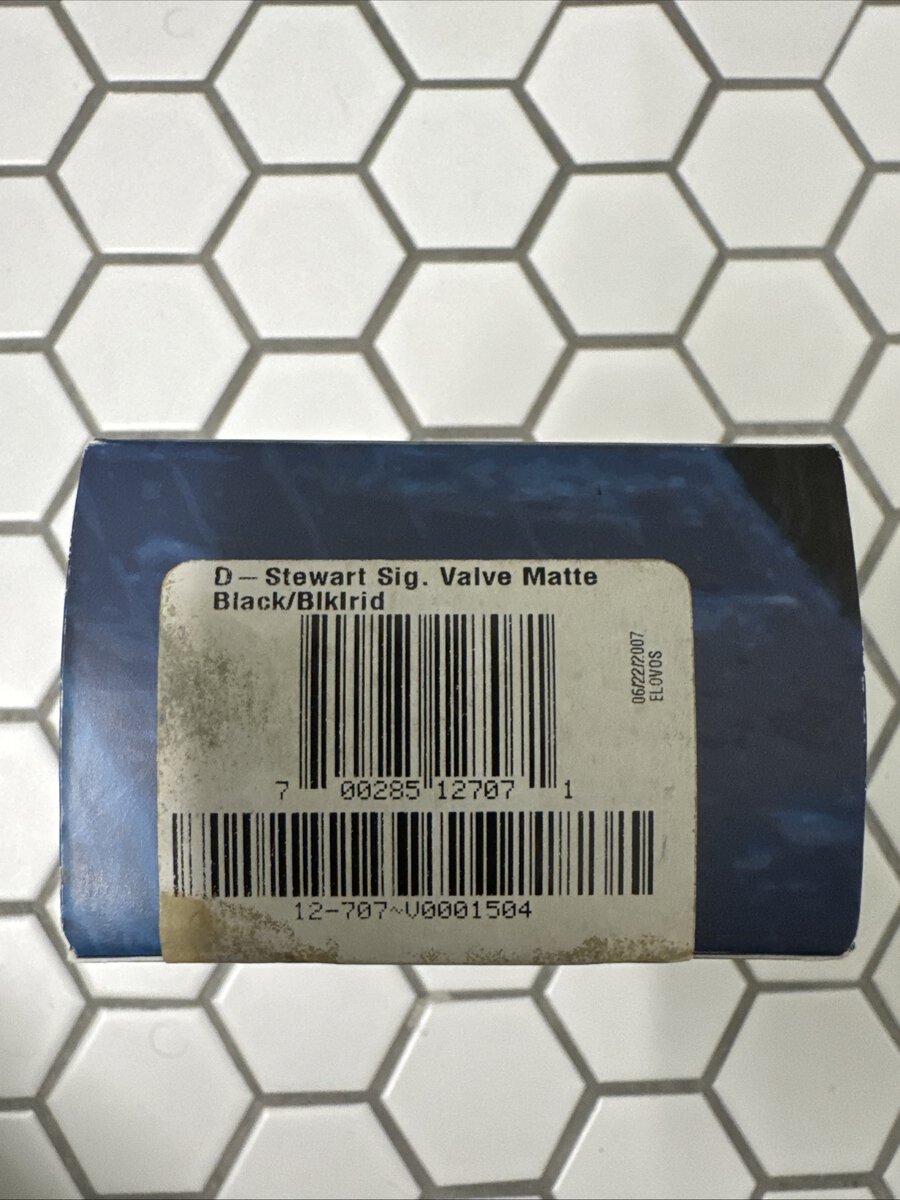 D – Stewart Sig. Valve Matte
Black/BlkIrid
06/22/2007
ELOVOS
7 00285 12707 1
12-707~V0001504